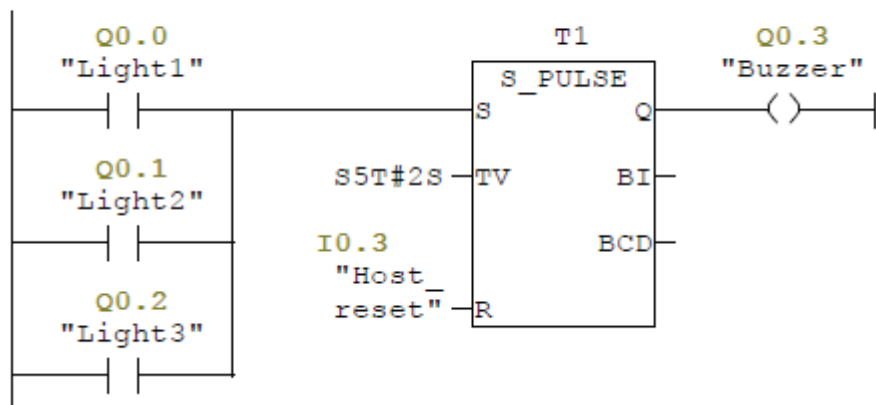 Q0.0
"Light1"
T1
Q0.3
"Buzzer"
S_PULSE
S
Q
Q0.1
"Light2"
S5T#2S
TV
BI
I0.3
"Host_
reset"
BCD
R
Q0.2
"Light3"